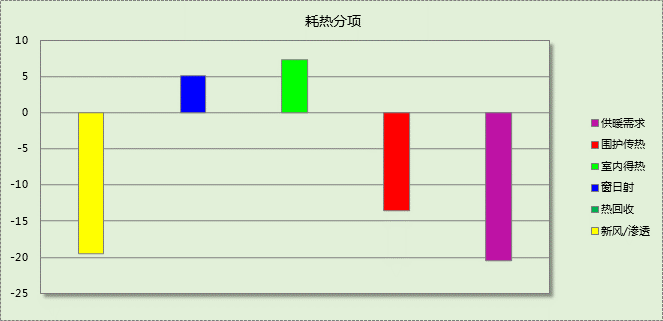 耗热分项
10
5
0
-5
-10
-15
-20
-25
供暖需求
围护传热
室内得热
窗日射
热回收
新风/渗透